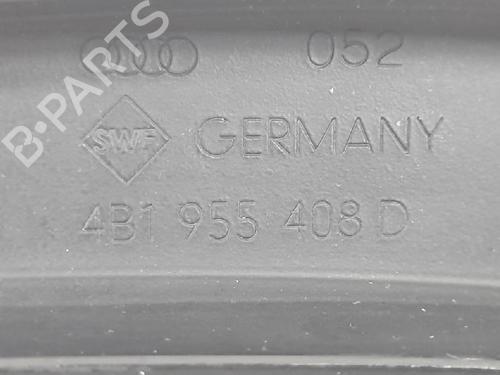 052
SWF GERMANY
4B1 955 408 D
B-PARTS